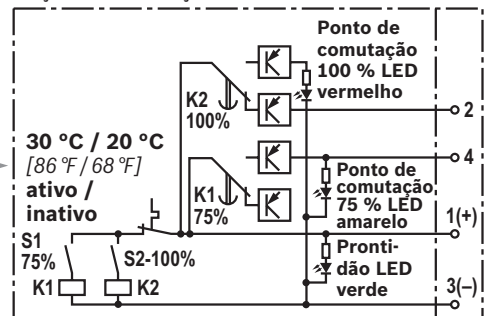 Ponto de
comutação
100 % LED
vermelho
K2
100%
2
30 °C / 20 °C
[86 °F / 68 °F]
ativo /
inativo
4
Ponto de
comutação
75 % LED
amarelo
K1
75%
1(+)
S1
75%
S2-100%
Pronti-
dão LED
verde
K1
K2
3(–)